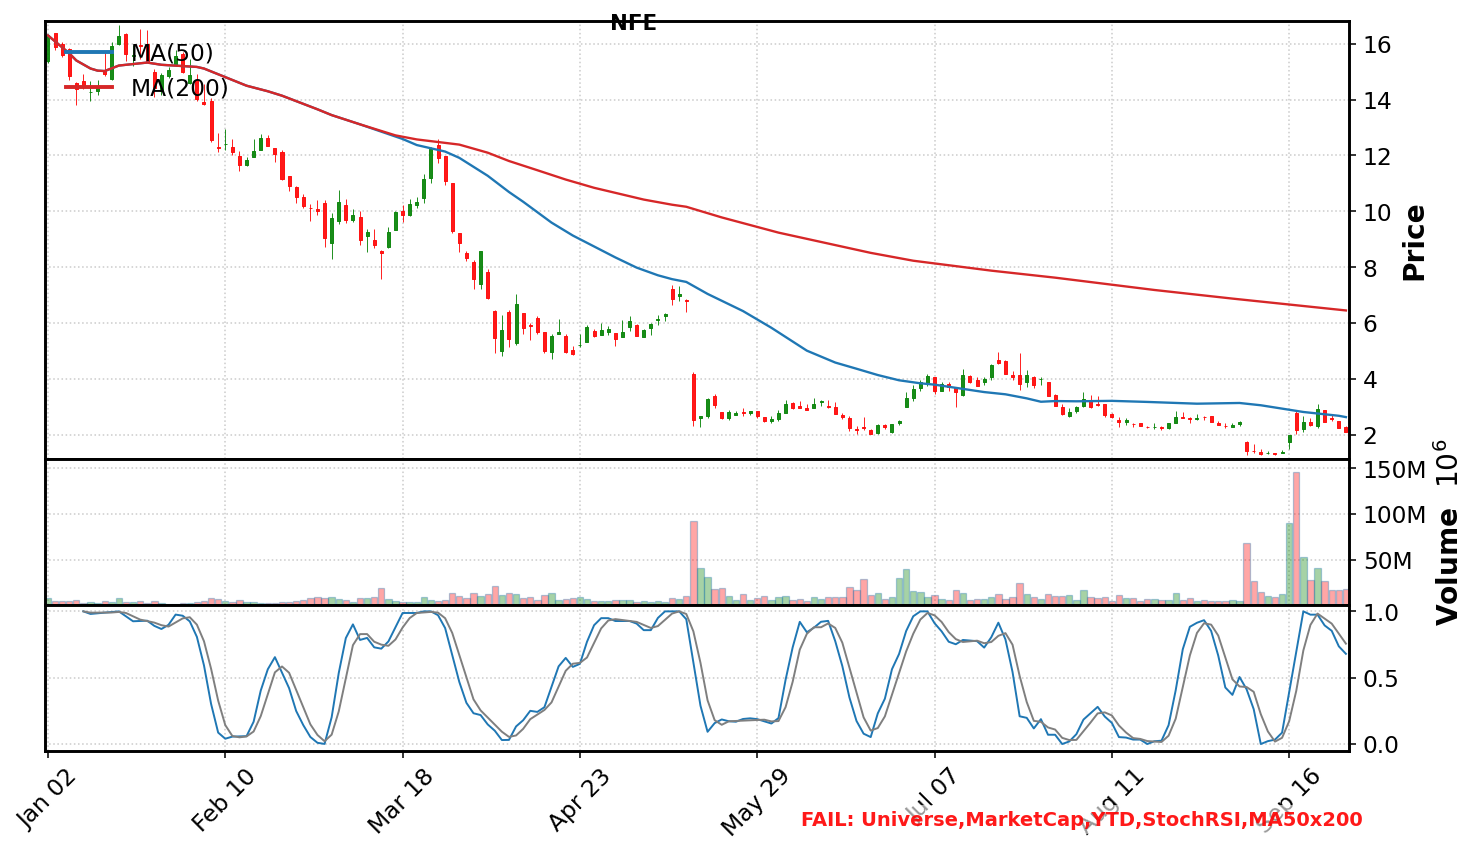 NFE
MA(50)
MA(200)
16
14
12
10
8
6
4
2
Price
150M
100M
50M
Volume 10^6
1.0
0.5
0.0
Jan 02
Feb 10
Mar 18
Apr 23
May 29
Jul 07
Aug 11
Sep 16
FAIL: Universe,MarketCap,YTD,StochRSI,MA50x200